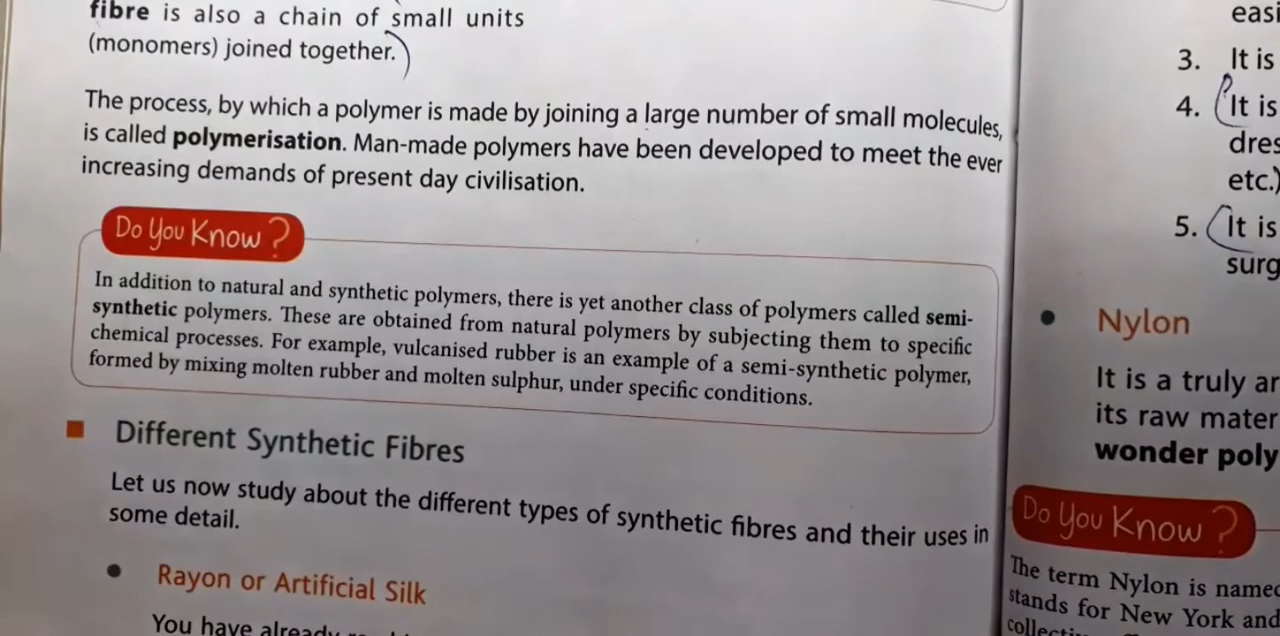 fibre is also a chain of small units
(monomers) joined together.
The process, by which a polymer is made by joining a large number of small molecules,
is called polymerisation. Man-made polymers have been developed to meet the ever
increasing demands of present day civilisation.
Do You Know ?
In addition to natural and synthetic polymers, there is yet another class of polymers called semi-
synthetic polymers. These are obtained from natural polymers by subjecting them to specific
chemical processes. For example, vulcanised rubber is an example of a semi-synthetic polymer,
formed by mixing molten rubber and molten sulphur, under specific conditions.
Different Synthetic Fibres
Let us now study about the different types of synthetic fibres and their uses in
some detail.
Rayon or Artificial Silk
You have already
easi
3. It is
4. It is
dres
etc.)
5. It is
surg
Nylon
It is a truly ar
its raw mater
wonder poly
Do You Know ?
The term Nylon is named
stands for New York and